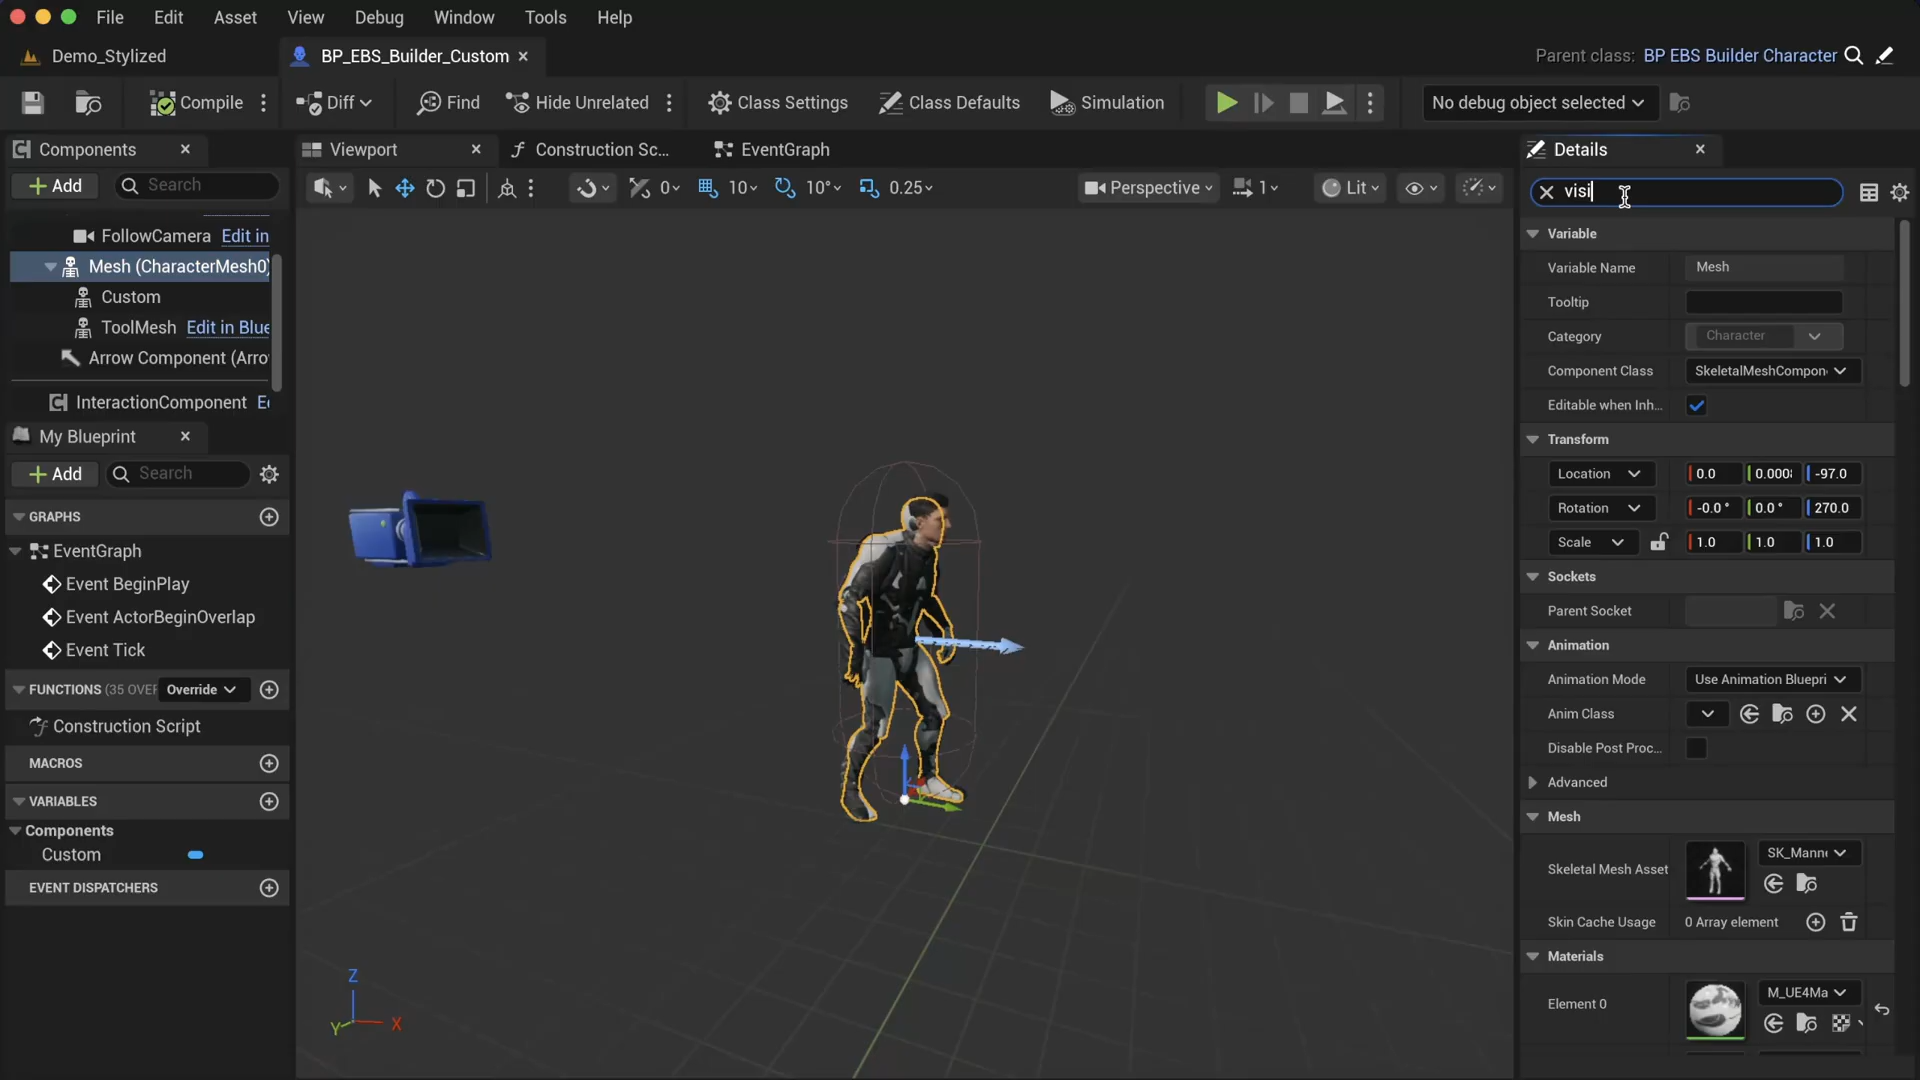 File Edit Asset View Debug Window Tools Help
Demo_Stylized
BP_EBS_Builder_Custom
Parent class: BP EBS Builder Character
Compile
Diff
Find
Hide Unrelated
Class Settings
Class Defaults
Simulation
No debug object selected
Components
Add
Search
FollowCamera Edit in
Mesh (CharacterMesh0)
Custom
ToolMesh Edit in Blue
Arrow Component (Arro
InteractionComponent
My Blueprint
Add
Search
GRAPHS
EventGraph
Event BeginPlay
Event ActorBeginOverlap
Event Tick
FUNCTIONS (35 OVER Override
Construction Script
MACROS
VARIABLES
Components
Custom
EVENT DISPATCHERS
Viewport
Construction Sc...
EventGraph
0
10
10°
0.25
Perspective
1
Lit
Z
Y
X
Details
visi
Variable
Variable Name Mesh
Tooltip
Category Character
Component Class SkeletalMeshCompon
Editable when Inh...
Transform
Location 0.0 0.000 -97.0
Rotation -0.0 ° 0.0 ° 270.0
Scale 1.0 1.0 1.0
Sockets
Parent Socket
Animation
Animation Mode Use Animation Bluepri
Anim Class
Disable Post Proc...
Advanced
Mesh
Skeletal Mesh Asset SK_Mann
Skin Cache Usage 0 Array element
Materials
Element 0 M_UE4Ma